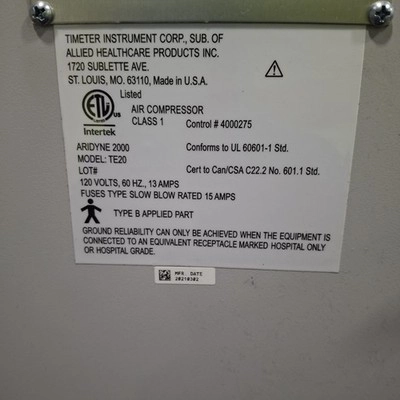 TIMETER INSTRUMENT CORP., SUB. OF
ALLIED HEALTHCARE PRODUCTS INC.
1720 SUBLETTE AVE.
ST. LOUIS, MO. 63110, Made in U.S.A.
Listed
ETL
US
Intertek
AIR COMPRESSOR
CLASS 1 Control # 4000275
ARIDYNE 2000 Conforms to UL 60601-1 Std.
MODEL: TE20
LOT# Cert to Can/CSA C22.2 No. 601.1 Std.
120 VOLTS, 60 HZ., 13 AMPS
FUSES TYPE SLOW BLOW RATED 15 AMPS
TYPE B APPLIED PART
GROUND RELIABILITY CAN ONLY BE ACHIEVED WHEN THE EQUIPMENT IS
CONNECTED TO AN EQUIVALENT RECEPTACLE MARKED HOSPITAL ONLY
OR HOSPITAL GRADE.
MFR. DATE
20210302